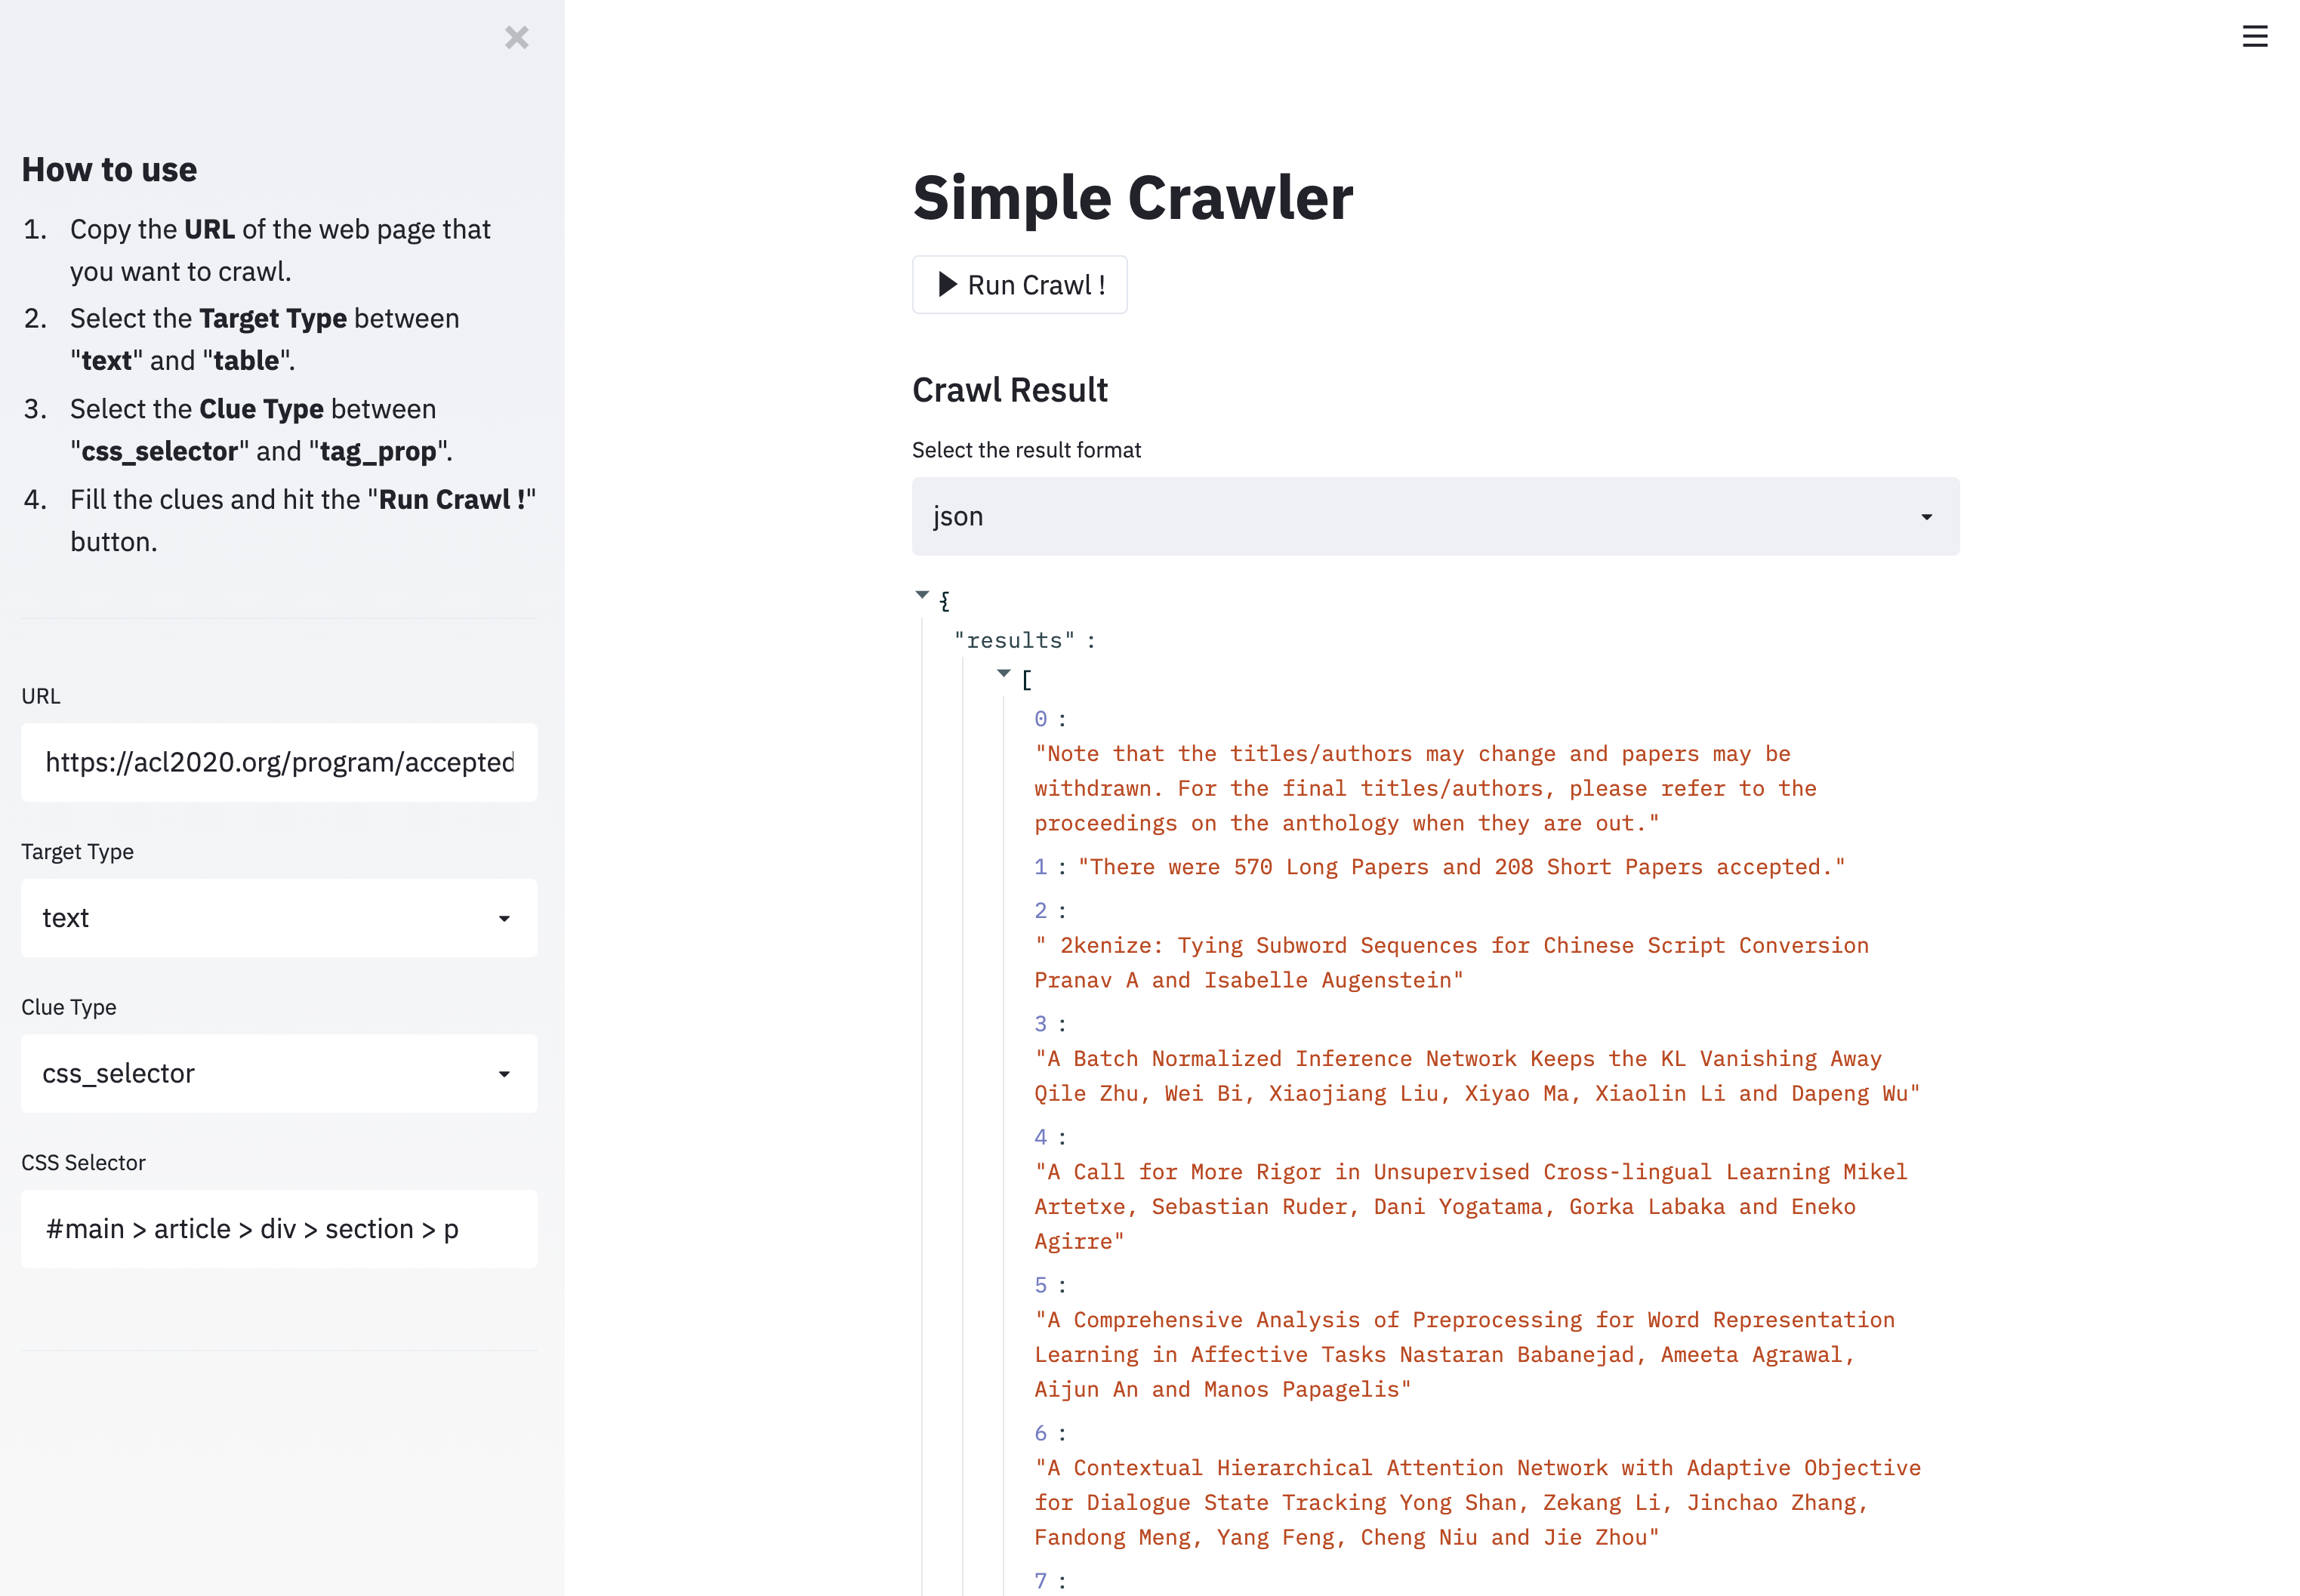 How to use
1. Copy the URL of the web page that
you want to crawl.
2. Select the Target Type between
"text" and "table".
3. Select the Clue Type between
"css_selector" and "tag_prop".
4. Fill the clues and hit the "Run Crawl !"
button.
URL
https://acl2020.org/program/accepted
Target Type
text
Clue Type
css_selector
CSS Selector
#main > article > div > section > p
Simple Crawler
Run Crawl !
Crawl Result
Select the result format
json
{
"results" :
[
0 :
"Note that the titles/authors may change and papers may be
withdrawn. For the final titles/authors, please refer to the
proceedings on the anthology when they are out."
1 : "There were 570 Long Papers and 208 Short Papers accepted."
2 :
" 2kenize: Tying Subword Sequences for Chinese Script Conversion
Pranav A and Isabelle Augenstein"
3 :
"A Batch Normalized Inference Network Keeps the KL Vanishing Away
Qile Zhu, Wei Bi, Xiaojiang Liu, Xiyao Ma, Xiaolin Li and Dapeng Wu"
4 :
"A Call for More Rigor in Unsupervised Cross-lingual Learning Mikel
Artetxe, Sebastian Ruder, Dani Yogatama, Gorka Labaka and Eneko
Agirre"
5 :
"A Comprehensive Analysis of Preprocessing for Word Representation
Learning in Affective Tasks Nastaran Babanejad, Ameeta Agrawal,
Aijun An and Manos Papagelis"
6 :
"A Contextual Hierarchical Attention Network with Adaptive Objective
for Dialogue State Tracking Yong Shan, Zekang Li, Jinchao Zhang,
Fandong Meng, Yang Feng, Cheng Niu and Jie Zhou"
7 :